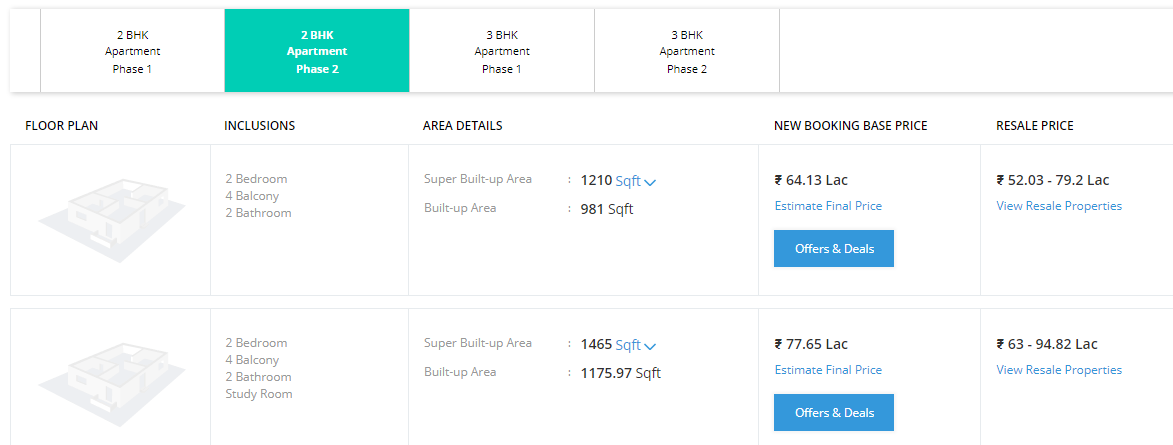 2 BHK
Apartment
Phase 1
2 BHK
Apartment
Phase 2
3 BHK
Apartment
Phase 1
3 BHK
Apartment
Phase 2
FLOOR PLAN INCLUSIONS AREA DETAILS NEW BOOKING BASE PRICE RESALE PRICE
2 Bedroom
4 Balcony
2 Bathroom
Super Built-up Area : 1210 Sqft
Built-up Area : 981 Sqft
₹ 64.13 Lac
Estimate Final Price
Offers & Deals
₹ 52.03 - 79.2 Lac
View Resale Properties
2 Bedroom
4 Balcony
2 Bathroom
Study Room
Super Built-up Area : 1465 Sqft
Built-up Area : 1175.97 Sqft
₹ 77.65 Lac
Estimate Final Price
Offers & Deals
₹ 63 - 94.82 Lac
View Resale Properties